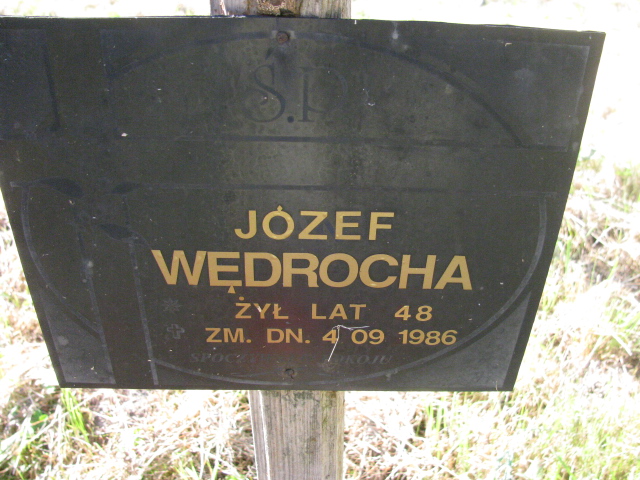 Ś.P.
JÓZEF
WĘDROCHA
ŻYŁ LAT 48
ZM. DN. 4 09 1986